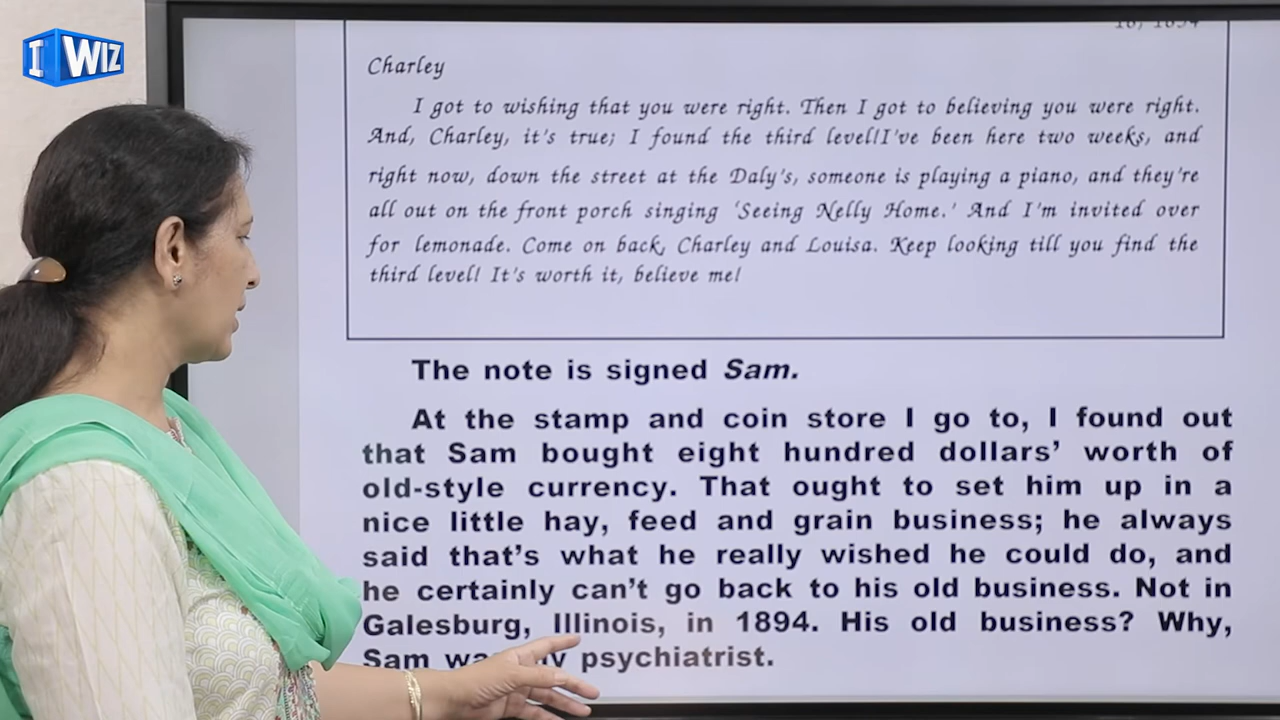 I WIZ
18, 1894
Charley
I got to wishing that you were right. Then I got to believing you were right.
And, Charley, it's true; I found the third level!I've been here two weeks, and
right now, down the street at the Daly's, someone is playing a piano, and they're
all out on the front porch singing 'Seeing Nelly Home.' And I'm invited over
for lemonade. Come on back, Charley and Louisa. Keep looking till you find the
third level! It's worth it, believe me!
The note is signed Sam.
At the stamp and coin store I go to, I found out
that Sam bought eight hundred dollars' worth of
old-style currency. That ought to set him up in a
nice little hay, feed and grain business; he always
said that's what he really wished he could do, and
he certainly can't go back to his old business. Not in
Galesburg, Illinois, in 1894. His old business? Why,
Sam was my psychiatrist.